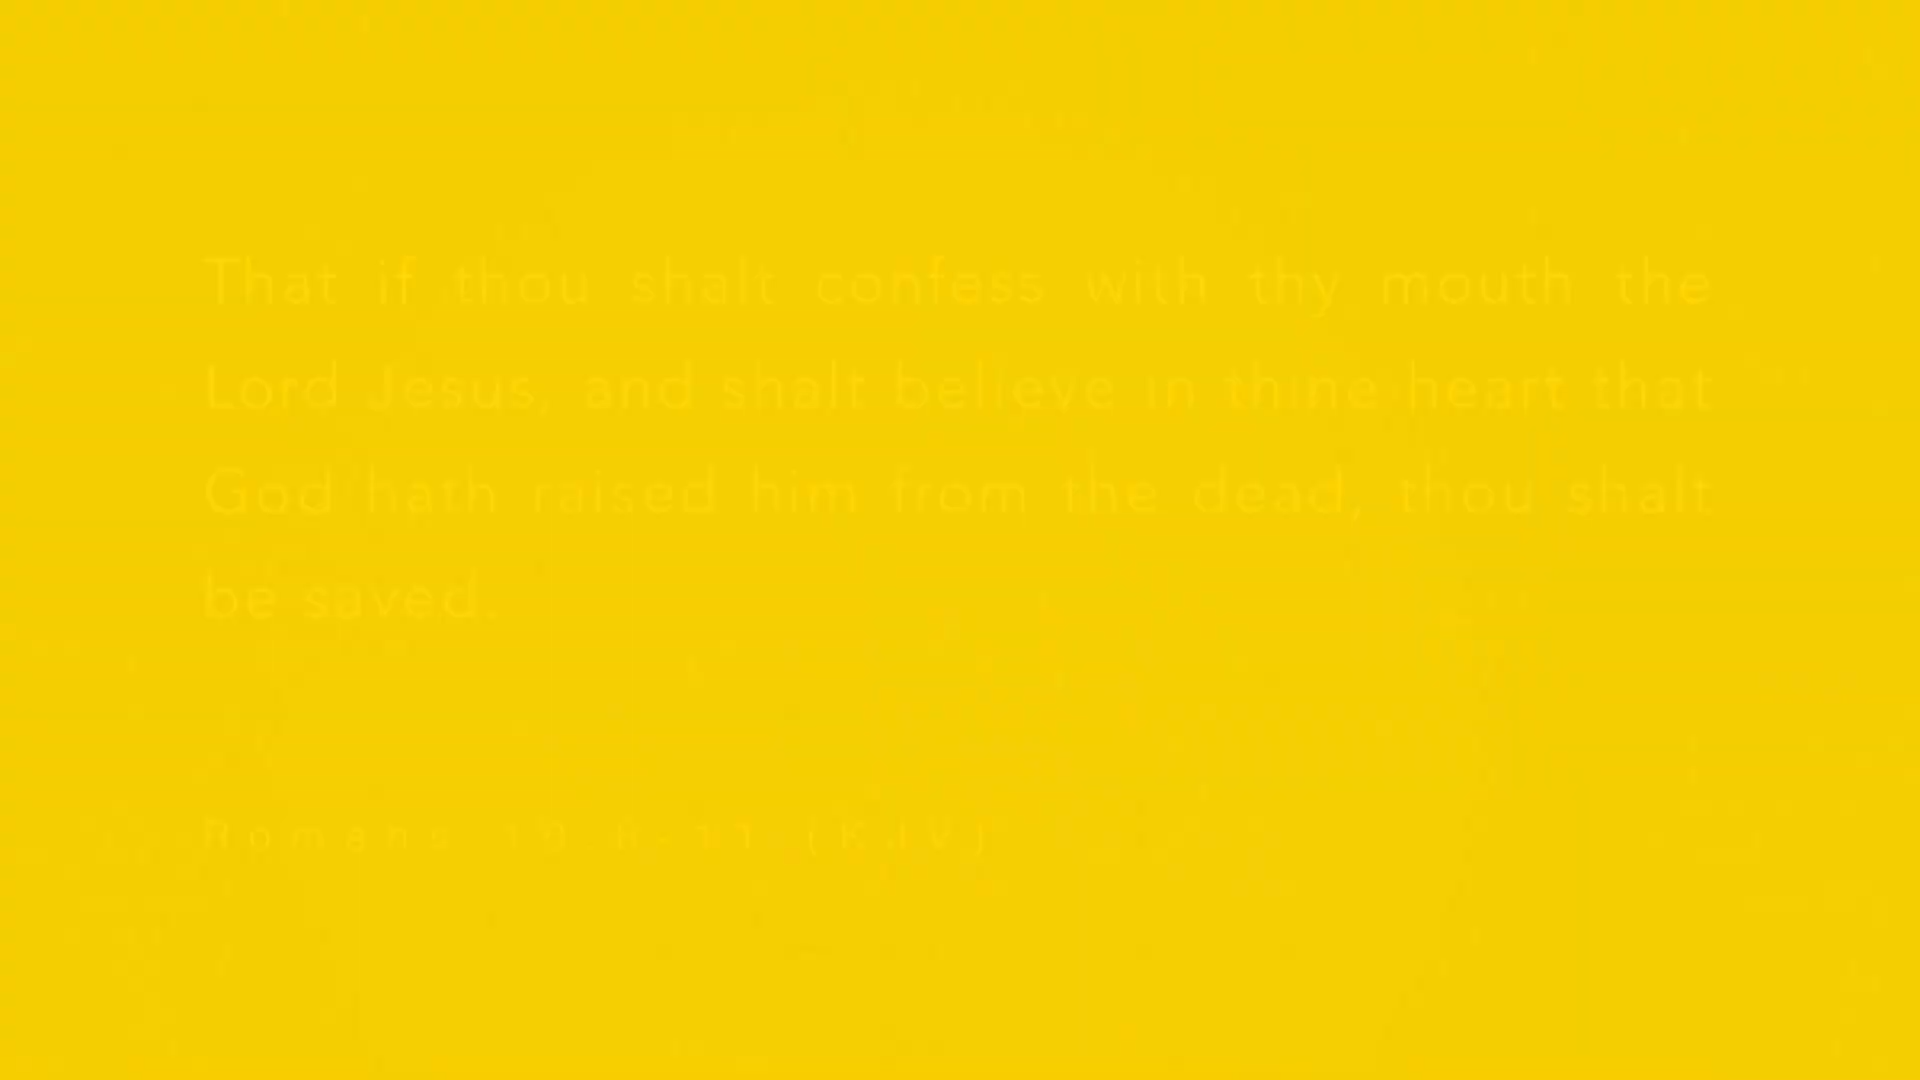 That if thou shalt confess with thy mouth the
Lord Jesus, and shalt believe in thine heart that
God hath raised him from the dead, thou shalt
be saved.
Romans 10 8-11 (KJV)